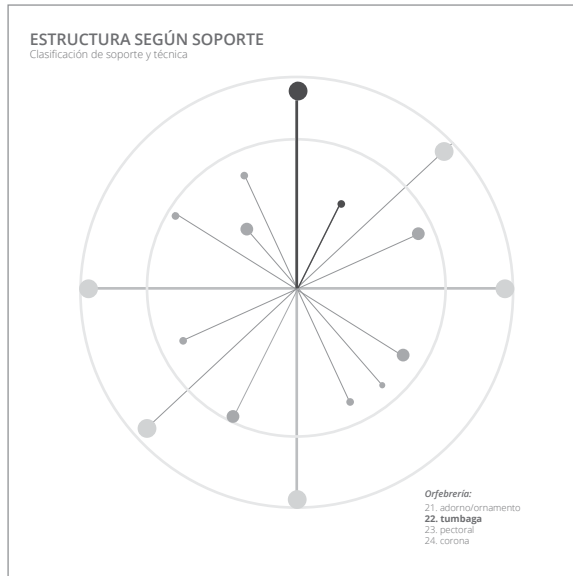 ESTRUCTURA SEGÚN SOPORTE
Clasificación de soporte y técnica
Orfebrería:
21. adorno/ornamento
22. tumbaga
23. pectoral
24. corona